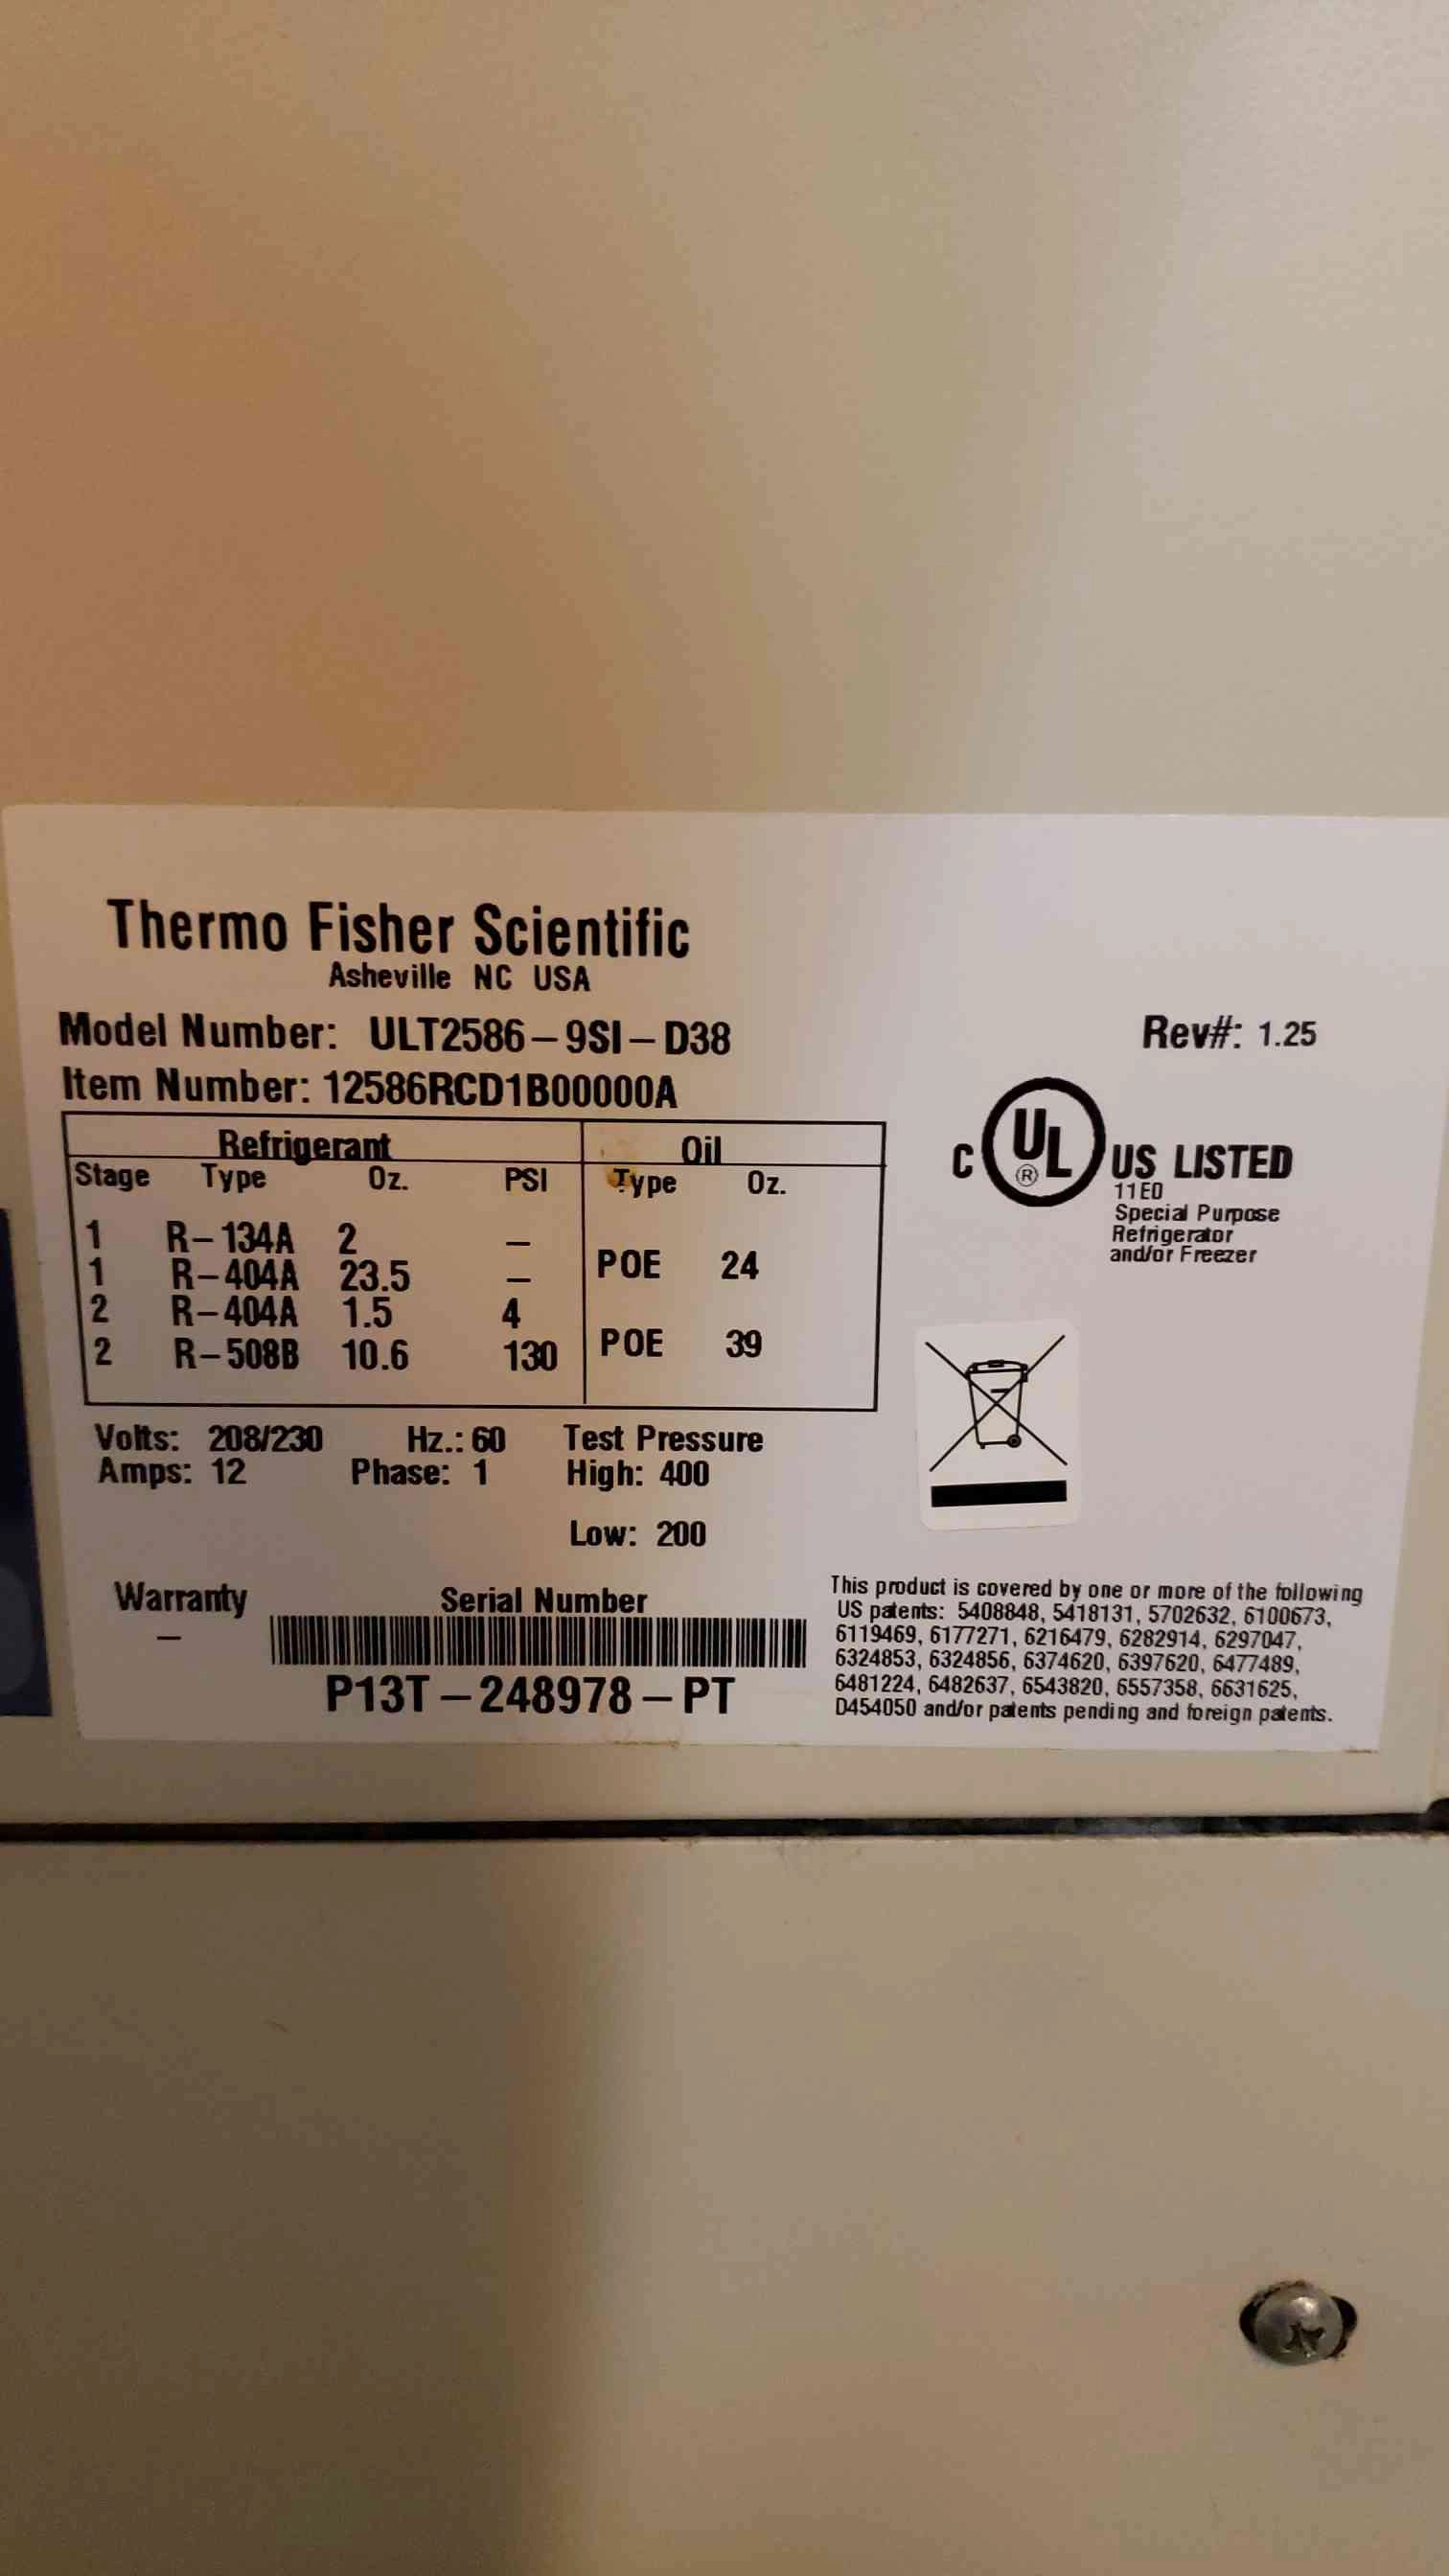 Thermo Fisher Scientific
Asheville NC USA
Model Number: ULT2586-9SI-D38
Rev#: 1.25
Item Number: 12586RCD1B00000A
Refrigerant Oil
Stage Type Oz. PSI Type Oz.
1 R-134A 2 –
1 R-404A 23.5 –
POE 24
2 R-404A 1.5 4
2 R-508B 10.6 130
POE 39
C UL ® US LISTED
11E0
Special Purpose
Refrigerator
and/or Freezer
Volts: 208/230 Hz.: 60 Test Pressure
Amps: 12 Phase: 1 High: 400
Low: 200
Warranty
–
Serial Number
P13T-248978-PT
This product is covered by one or more of the following
US patents: 5408848, 5418131, 5702632, 6100673,
6119469, 6177271, 6216479, 6282914, 6297047,
6324853, 6324856, 6374620, 6397620, 6477489,
6481224, 6482637, 6543820, 6557358, 6631625,
D454050 and/or patents pending and foreign patents.